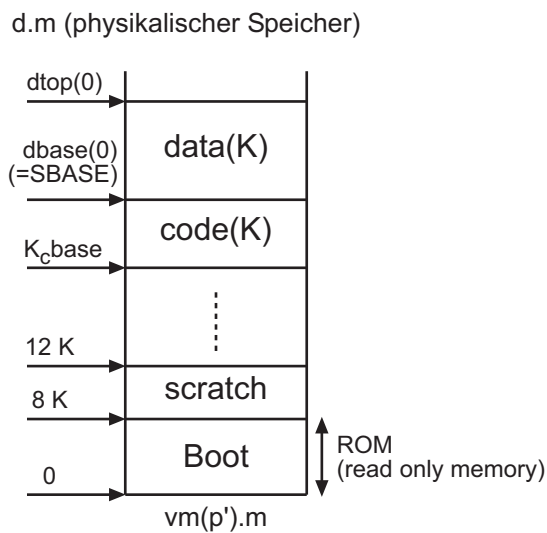 d.m (physikalischer Speicher)
dtop(0)
data(K)
dbase(0)
(=SBASE)
code(K)
Kcbase
12 K
scratch
8 K
Boot
ROM
(read only memory)
0
vm(p').m